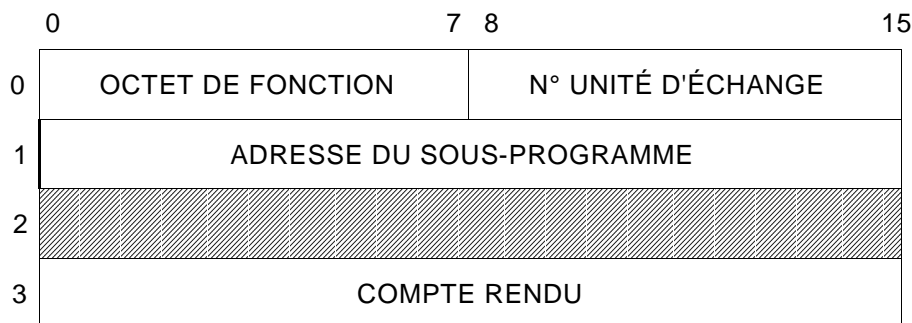 0 7 8 15
0 OCTET DE FONCTION N° UNITÉ D'ÉCHANGE
1 ADRESSE DU SOUS-PROGRAMME
2
3 COMPTE RENDU